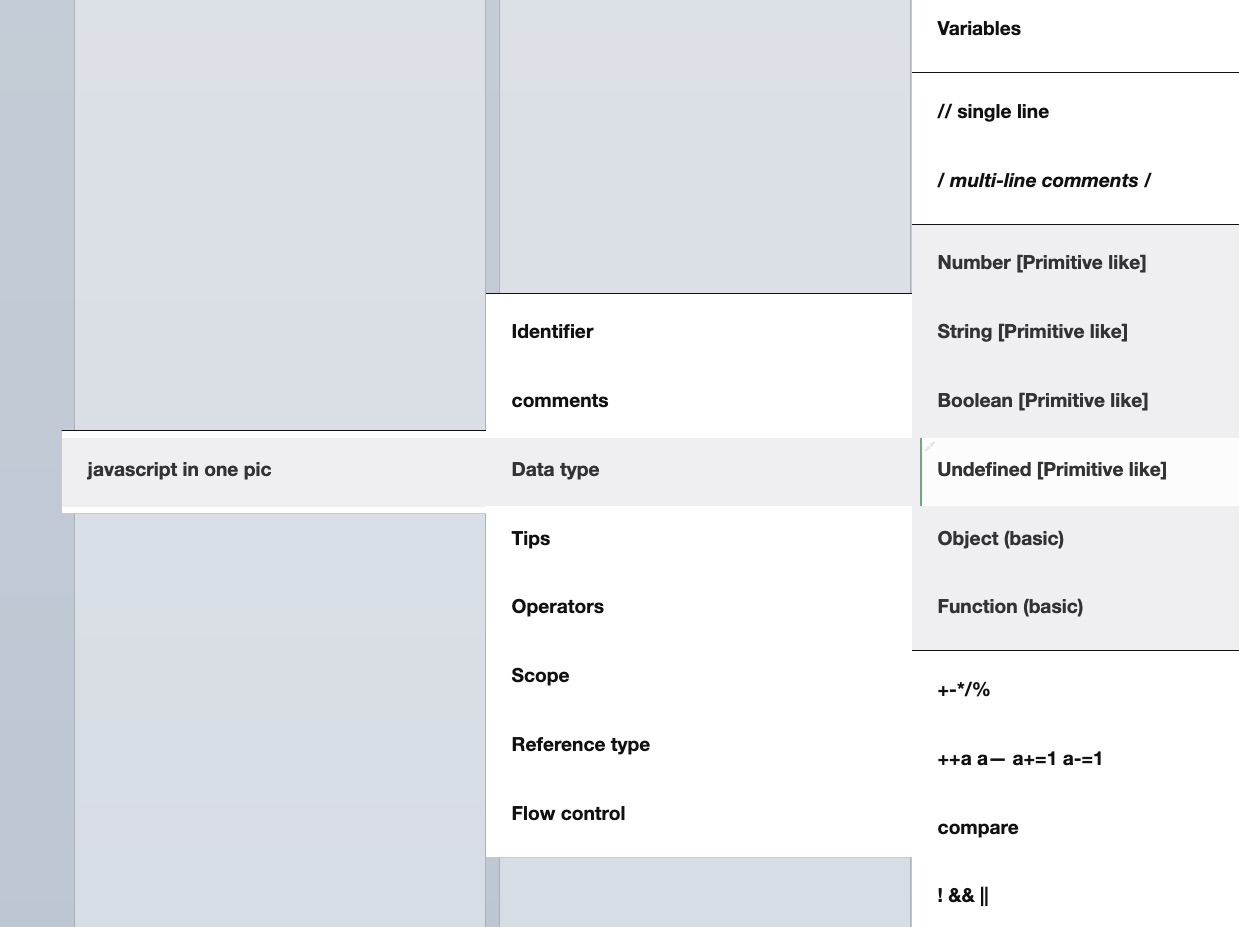 javascript in one pic
Identifier
comments
Data type
Tips
Operators
Scope
Reference type
Flow control
Variables
// single line
/ multi-line comments /
Number [Primitive like]
String [Primitive like]
Boolean [Primitive like]
Undefined [Primitive like]
Object (basic)
Function (basic)
+-*/%
++a a— a+=1 a-=1
compare
! && ||